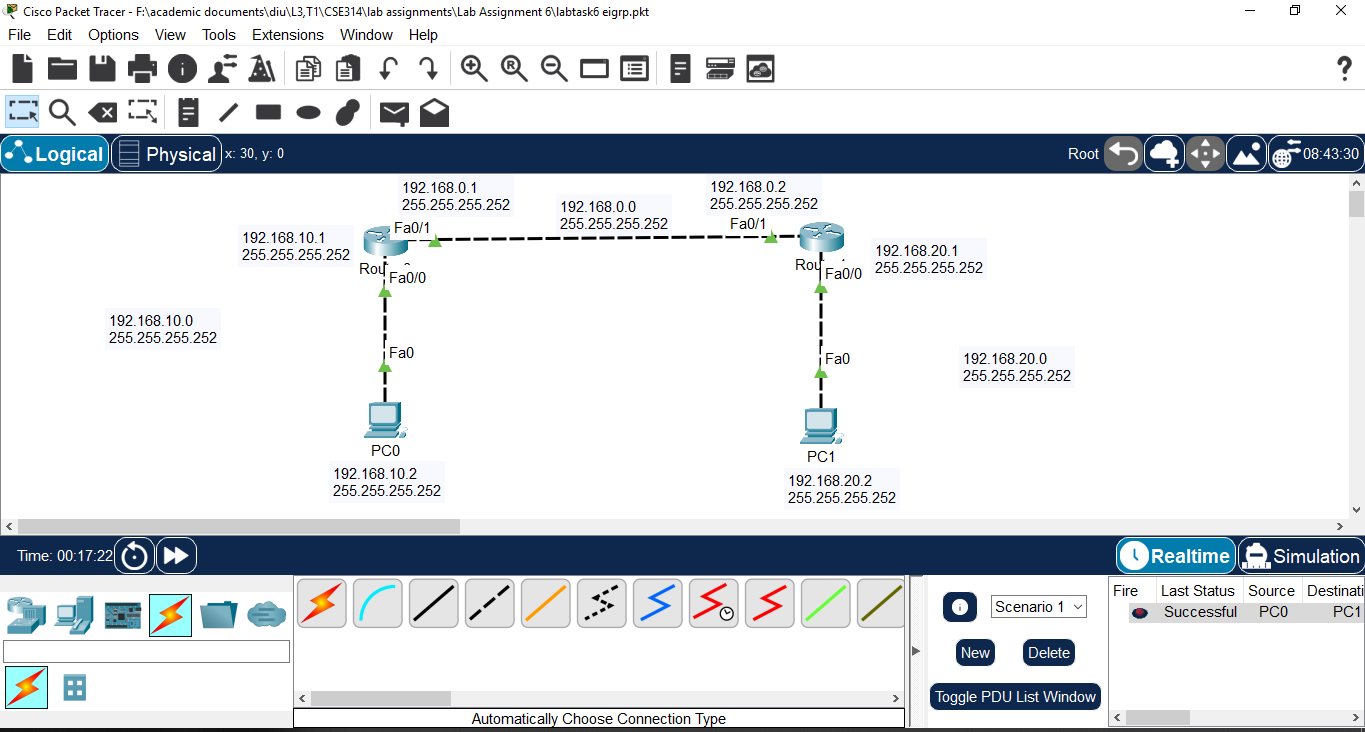 Cisco Packet Tracer - F:\academic documents\diu\L3,T1\CSE314\lab assignments\Lab Assignment 6\labtask6 eigrp.pkt
File Edit Options View Tools Extensions Window Help
Logical Physical x: 30, y: 0 Root 08:43:30
192.168.0.1
255.255.255.252
192.168.0.0
255.255.255.252
192.168.0.2
255.255.255.252
Fa0/1
Fa0/1
192.168.10.1
255.255.255.252
192.168.20.1
255.255.255.252
Fa0/0
Fa0/0
192.168.10.0
255.255.255.252
Fa0
Fa0
192.168.20.0
255.255.255.252
PC0
PC1
192.168.10.2
255.255.255.252
192.168.20.2
255.255.255.252
Time: 00:17:22 Realtime Simulation
Scenario 1
New Delete
Toggle PDU List Window
Fire Last Status Source Destinati
Successful PC0 PC1
Automatically Choose Connection Type